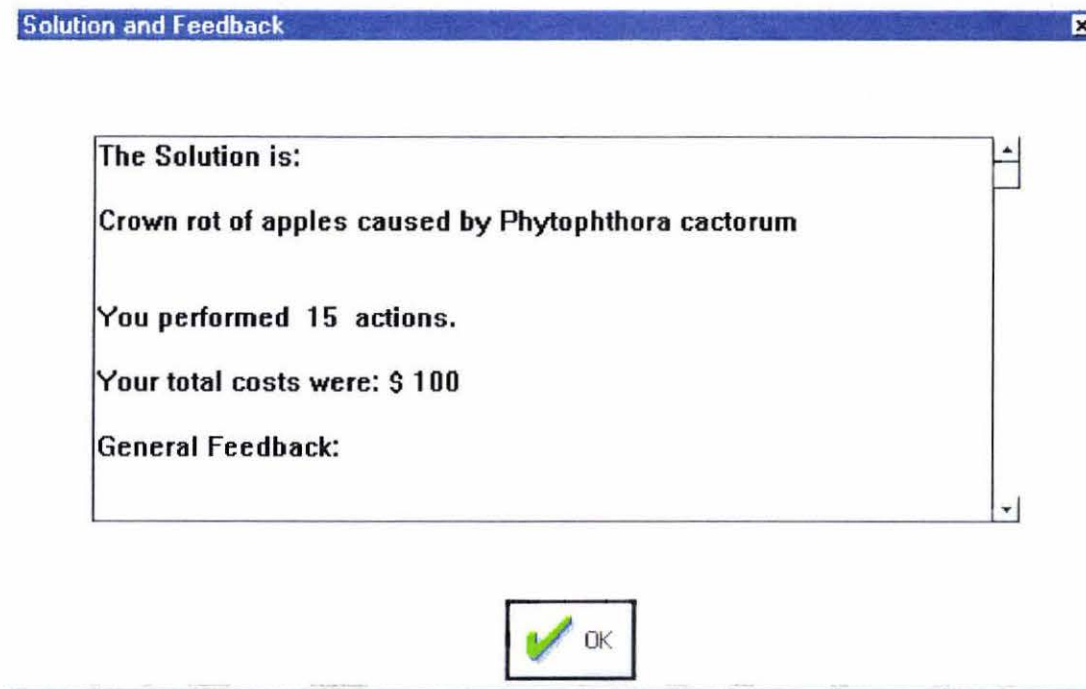 Solution and Feedback
The Solution is:
Crown rot of apples caused by Phytophthora cactorum
You performed 15 actions.
Your total costs were: $ 100
General Feedback:
OK